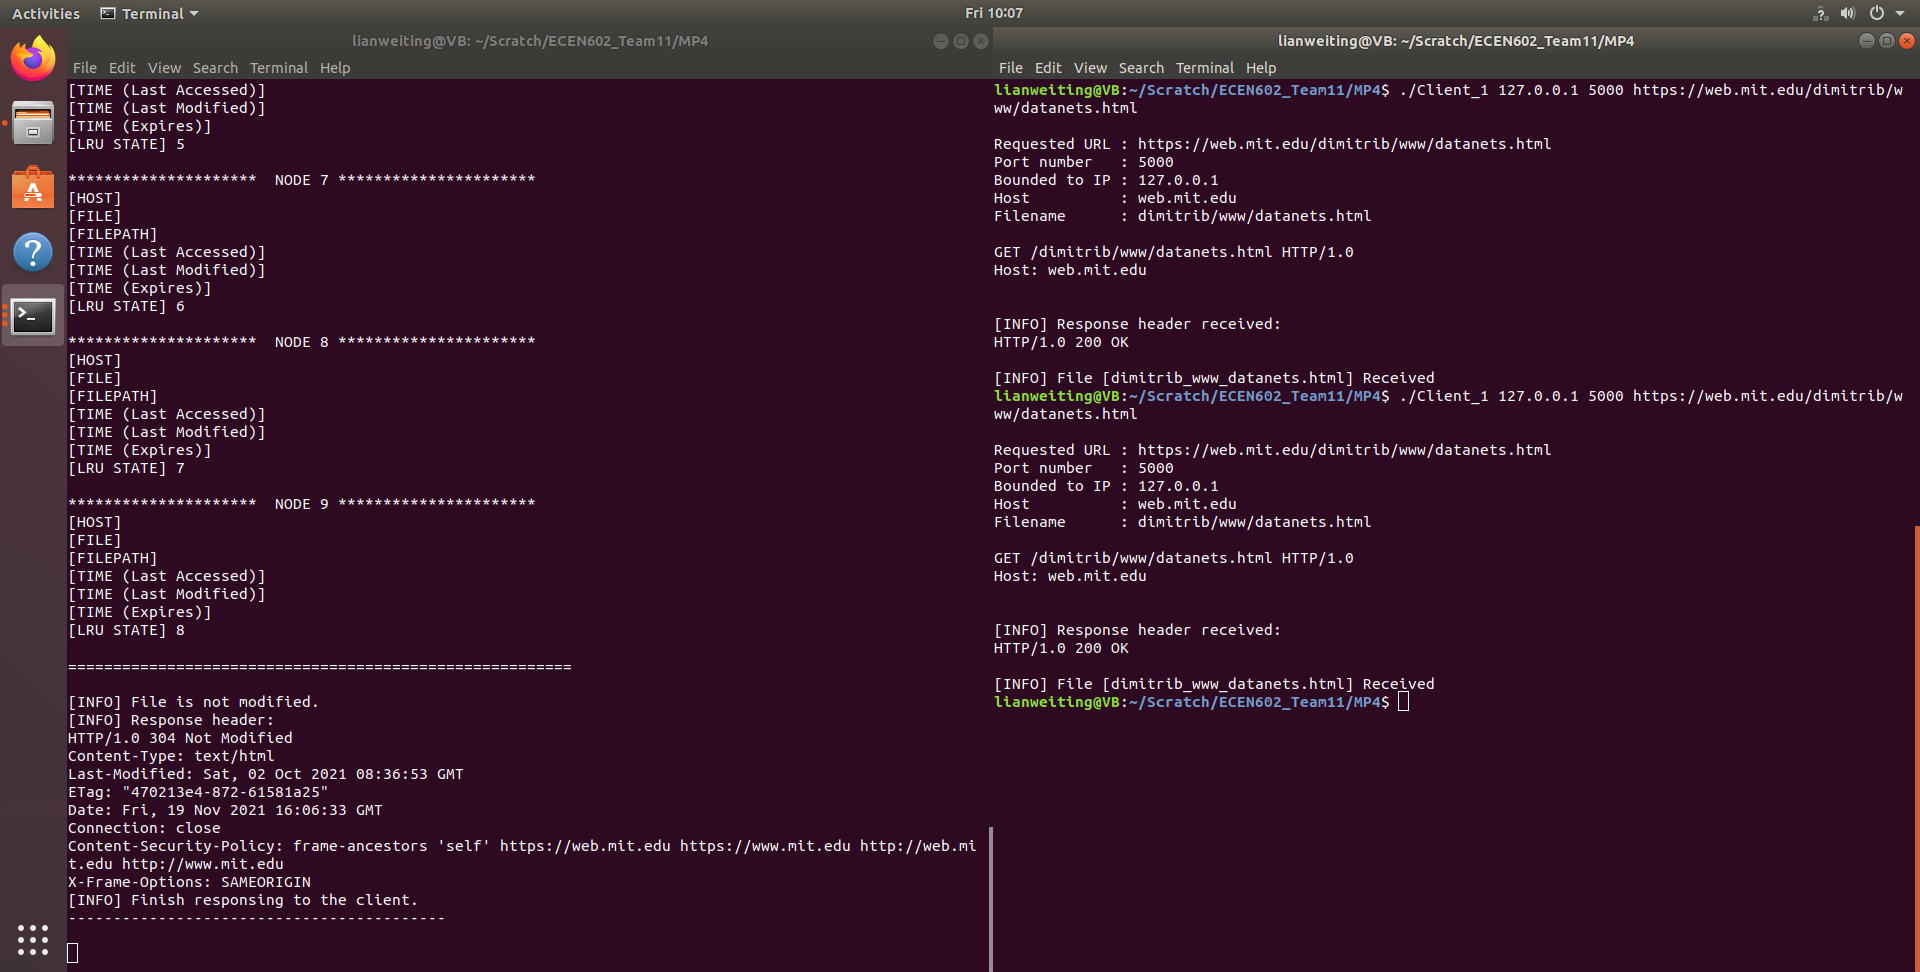 Activities Terminal Fri 10:07
lianweiting@VB: ~/Scratch/ECEN602_Team11/MP4
File Edit View Search Terminal Help
[TIME (Last Accessed)]
[TIME (Last Modified)]
[TIME (Expires)]
[LRU STATE] 5
********************* NODE 7 **********************
[HOST]
[FILE]
[FILEPATH]
[TIME (Last Accessed)]
[TIME (Last Modified)]
[TIME (Expires)]
[LRU STATE] 6
********************* NODE 8 **********************
[HOST]
[FILE]
[FILEPATH]
[TIME (Last Accessed)]
[TIME (Last Modified)]
[TIME (Expires)]
[LRU STATE] 7
********************* NODE 9 **********************
[HOST]
[FILE]
[FILEPATH]
[TIME (Last Accessed)]
[TIME (Last Modified)]
[TIME (Expires)]
[LRU STATE] 8
========================================================
[INFO] File is not modified.
[INFO] Response header:
HTTP/1.0 304 Not Modified
Content-Type: text/html
Last-Modified: Sat, 02 Oct 2021 08:36:53 GMT
ETag: "470213e4-872-61581a25"
Date: Fri, 19 Nov 2021 16:06:33 GMT
Connection: close
Content-Security-Policy: frame-ancestors 'self' https://web.mit.edu https://www.mit.edu http://web.mi
t.edu http://www.mit.edu
X-Frame-Options: SAMEORIGIN
[INFO] Finish responsing to the client.
------------------------------------------
lianweiting@VB: ~/Scratch/ECEN602_Team11/MP4
File Edit View Search Terminal Help
lianweiting@VB:~/Scratch/ECEN602_Team11/MP4$ ./Client_1 127.0.0.1 5000 https://web.mit.edu/dimitrib/w
ww/datanets.html
Requested URL : https://web.mit.edu/dimitrib/www/datanets.html
Port number : 5000
Bounded to IP : 127.0.0.1
Host : web.mit.edu
Filename : dimitrib/www/datanets.html
GET /dimitrib/www/datanets.html HTTP/1.0
Host: web.mit.edu
[INFO] Response header received:
HTTP/1.0 200 OK
[INFO] File [dimitrib_www_datanets.html] Received
lianweiting@VB:~/Scratch/ECEN602_Team11/MP4$ ./Client_1 127.0.0.1 5000 https://web.mit.edu/dimitrib/w
ww/datanets.html
Requested URL : https://web.mit.edu/dimitrib/www/datanets.html
Port number : 5000
Bounded to IP : 127.0.0.1
Host : web.mit.edu
Filename : dimitrib/www/datanets.html
GET /dimitrib/www/datanets.html HTTP/1.0
Host: web.mit.edu
[INFO] Response header received:
HTTP/1.0 200 OK
[INFO] File [dimitrib_www_datanets.html] Received
lianweiting@VB:~/Scratch/ECEN602_Team11/MP4$